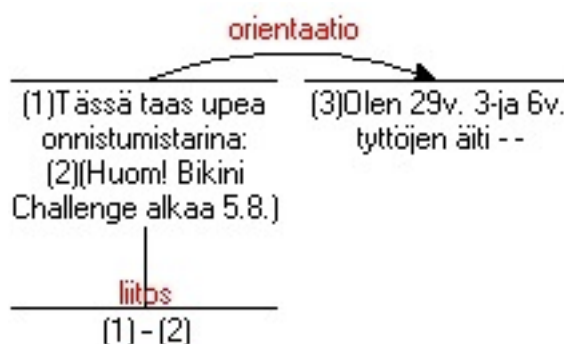 orientaatio
(1)Tässä taas upea
onnistumistarina:
(2)(Huom! Bikini
Challenge alkaa 5.8.)
(3)Olen 29v. 3-ja 6v.
tyttöjen äiti - -
liitos
(1) - (2)